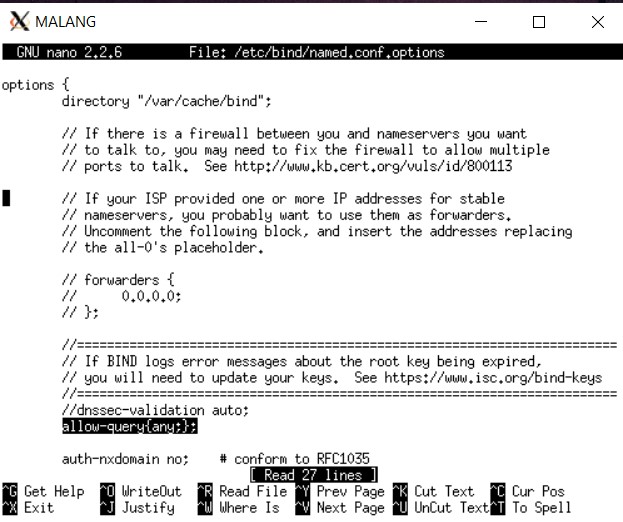 MALANG
GNU nano 2.2.6 File: /etc/bind/named.conf.options
options {
directory "/var/cache/bind";
// If there is a firewall between you and nameservers you want
// to talk to, you may need to fix the firewall to allow multiple
// ports to talk. See http://www.kb.cert.org/vuls/id/800113
// If your ISP provided one or more IP addresses for stable
// nameservers, you probably want to use them as forwarders.
// Uncomment the following block, and insert the addresses replacing
// the all-0's placeholder.
// forwarders {
// 0.0.0.0;
// };
//========================================================================
// If BIND logs error messages about the root key being expired,
// you will need to update your keys. See https://www.isc.org/bind-keys
//========================================================================
//dnssec-validation auto;
allow-query{any;};
auth-nxdomain no; # conform to RFC1035
[ Read 27 lines ]
^G Get Help ^O WriteOut ^R Read File ^Y Prev Page ^K Cut Text ^C Cur Pos
^X Exit ^J Justify ^W Where Is ^V Next Page ^U UnCut Text ^T To Spell